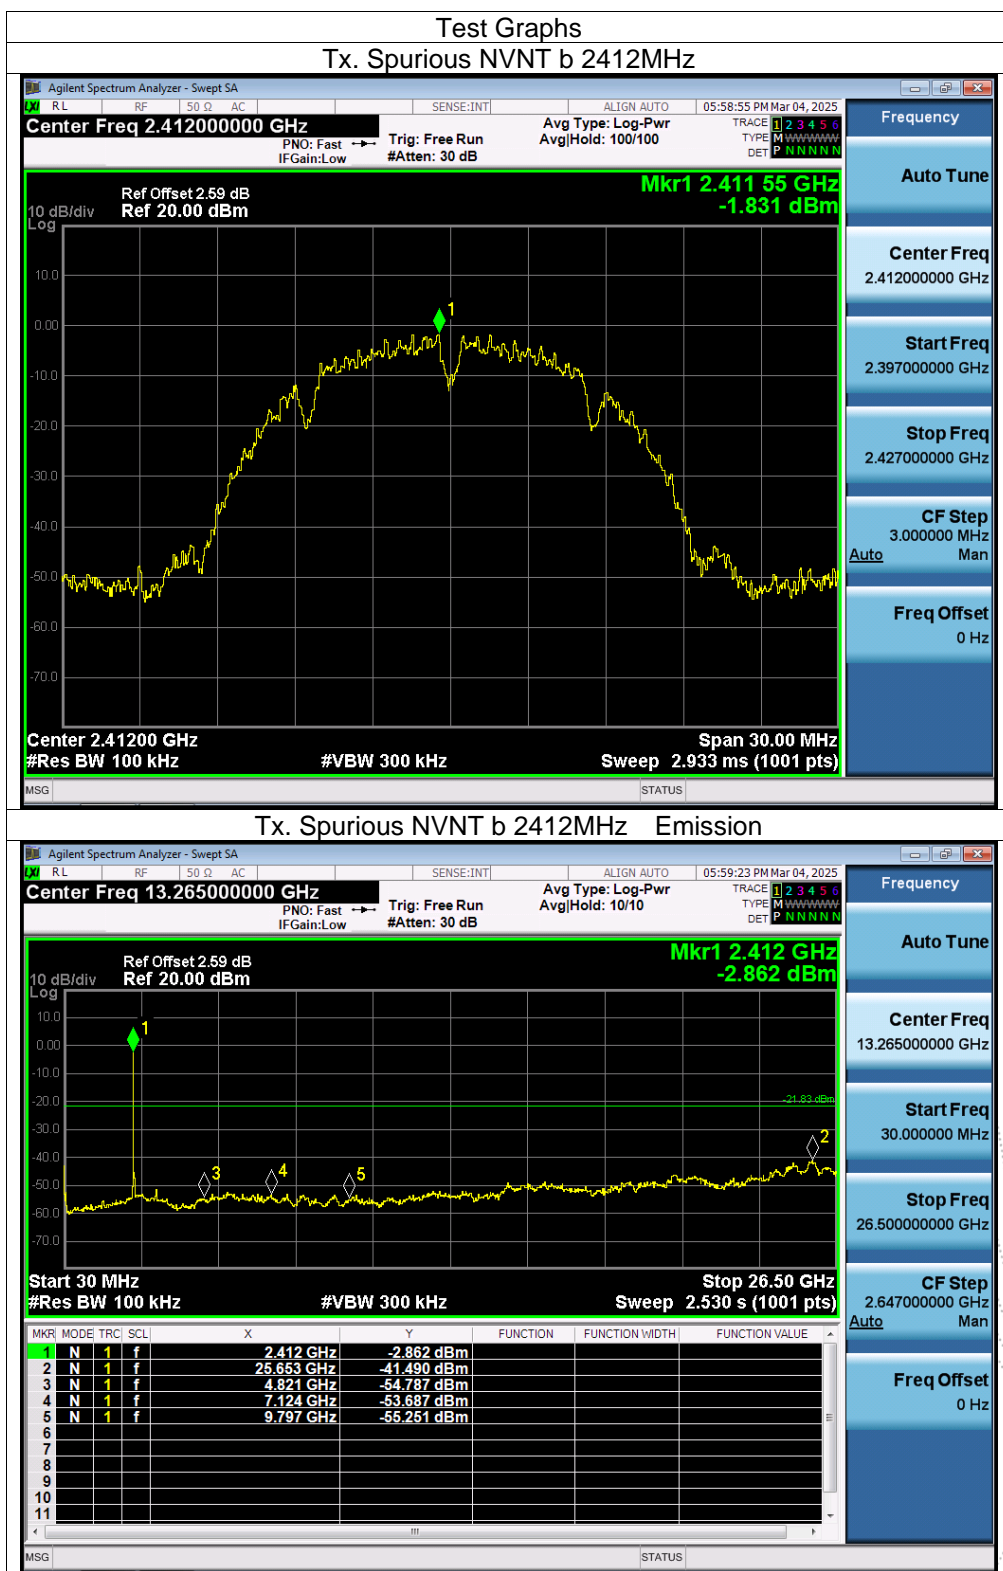 Test Graphs
Tx. Spurious NVNT b 2412MHz
Agilent Spectrum Analyzer - Swept SA
LXI RL RF 50 Ω AC SENSE:INT ALIGN AUTO 05:58:55 PM Mar 04, 2025
Center Freq 2.412000000 GHz
PNO: Fast
IFGain:Low
Trig: Free Run
#Atten: 30 dB
Avg Type: Log-Pwr
Avg|Hold: 100/100
TRACE 1 2 3 4 5 6
TYPE M WWWWW
DET P N N N N N
Frequency
Auto Tune
Center Freq
2.412000000 GHz
Start Freq
2.397000000 GHz
Stop Freq
2.427000000 GHz
CF Step
3.000000 MHz
Auto Man
Freq Offset
0 Hz
Mkr1 2.411 55 GHz
-1.831 dBm
Ref Offset 2.59 dB
10 dB/div Ref 20.00 dBm
Log
10.0
0.00
-10.0
-20.0
-30.0
-40.0
-50.0
-60.0
-70.0
1
Center 2.41200 GHz Span 30.00 MHz
#Res BW 100 kHz #VBW 300 kHz Sweep 2.933 ms (1001 pts)
MSG STATUS
Tx. Spurious NVNT b 2412MHz Emission
Agilent Spectrum Analyzer - Swept SA
LXI RL RF 50 Ω AC SENSE:INT ALIGN AUTO 05:59:23 PM Mar 04, 2025
Center Freq 13.265000000 GHz
PNO: Fast
IFGain:Low
Trig: Free Run
#Atten: 30 dB
Avg Type: Log-Pwr
Avg|Hold: 10/10
TRACE 1 2 3 4 5 6
TYPE M WWWWW
DET P N N N N N
Frequency
Auto Tune
Center Freq
13.265000000 GHz
Start Freq
30.000000 MHz
Stop Freq
26.500000000 GHz
CF Step
2.647000000 GHz
Auto Man
Freq Offset
0 Hz
Mkr1 2.412 GHz
-2.862 dBm
Ref Offset 2.59 dB
10 dB/div Ref 20.00 dBm
Log
10.0
0.00
-10.0
-20.0
-30.0
-40.0
-50.0
-60.0
-70.0
-21.83 dBm
1
2
3
4
5
Start 30 MHz Stop 26.50 GHz
#Res BW 100 kHz #VBW 300 kHz Sweep 2.530 s (1001 pts)
MKR MODE TRC SCL X Y FUNCTION FUNCTION WIDTH FUNCTION VALUE
1 N 1 f 2.412 GHz -2.862 dBm
2 N 1 f 25.653 GHz -41.490 dBm
3 N 1 f 4.821 GHz -54.787 dBm
4 N 1 f 7.124 GHz -53.687 dBm
5 N 1 f 9.797 GHz -55.251 dBm
6
7
8
9
10
11
MSG STATUS